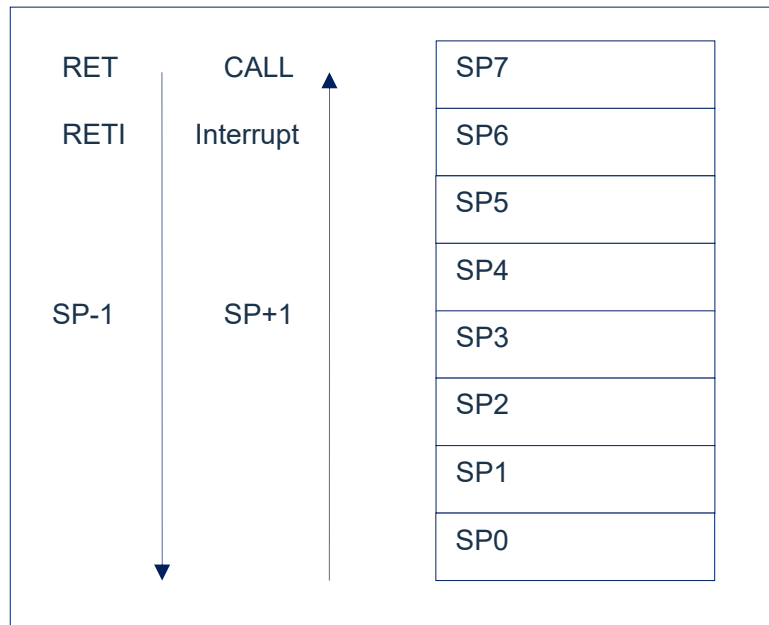 RET CALL SP7
RETI Interrupt SP6
SP5
SP4
SP-1 SP+1
SP3
SP2
SP1
SP0